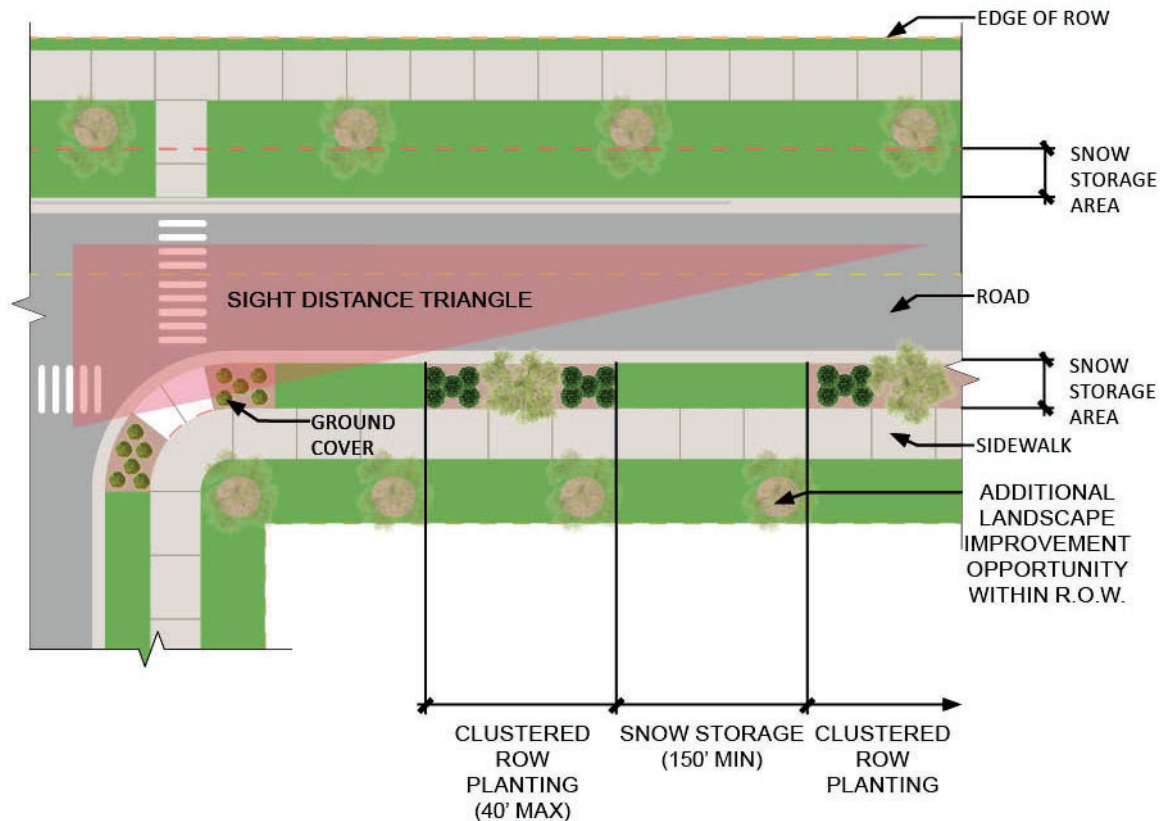 EDGE OF ROW
SNOW
STORAGE
AREA
SIGHT DISTANCE TRIANGLE
ROAD
SNOW
STORAGE
AREA
GROUND
COVER
SIDEWALK
ADDITIONAL
LANDSCAPE
IMPROVEMENT
OPPORTUNITY
WITHIN R.O.W.
CLUSTERED
ROW
PLANTING
(40' MAX)
SNOW STORAGE
(150' MIN)
CLUSTERED
ROW
PLANTING